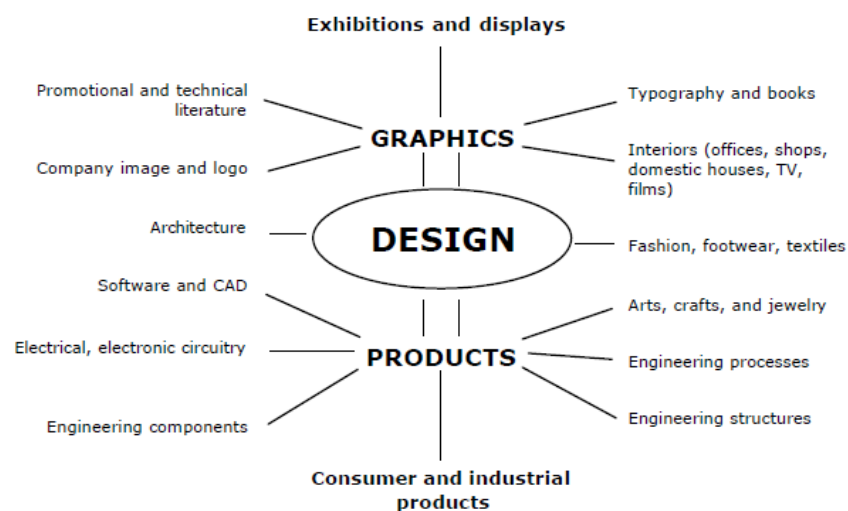 Exhibitions and displays
Promotional and technical
literature
Typography and books
GRAPHICS
Company image and logo
Interiors (offices, shops,
domestic houses, TV,
films)
Architecture
DESIGN
Fashion, footwear, textiles
Software and CAD
Arts, crafts, and jewelry
Electrical, electronic circuitry
PRODUCTS
Engineering processes
Engineering components
Engineering structures
Consumer and industrial
products